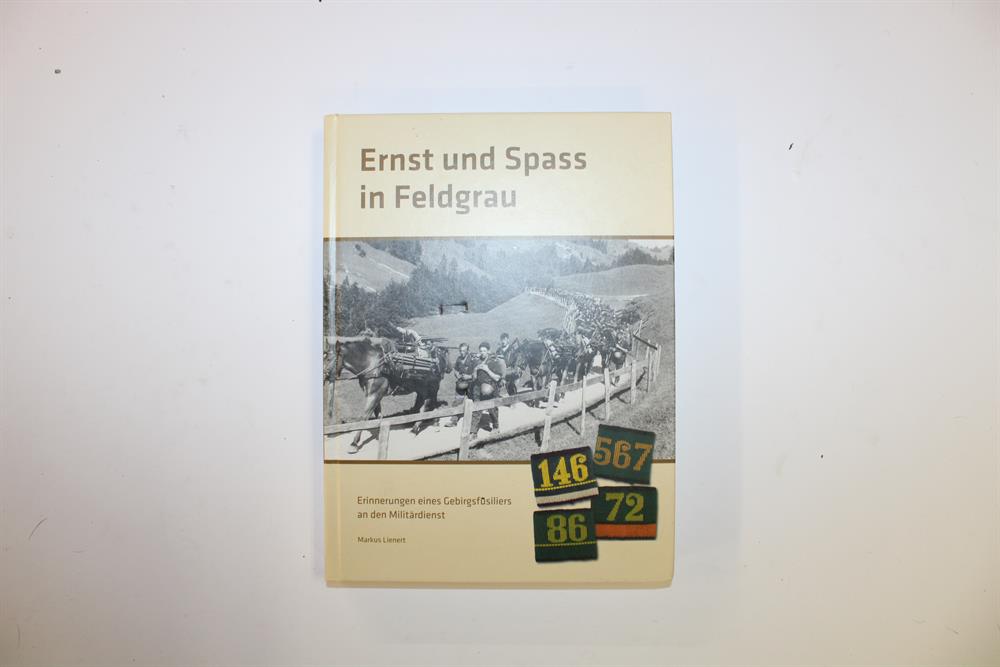 Ernst und Spass
in Feldgrau
567
146
72
86
Erinnerungen eines Gebirgsfüsiliers
an den Militärdienst
Markus Lienert